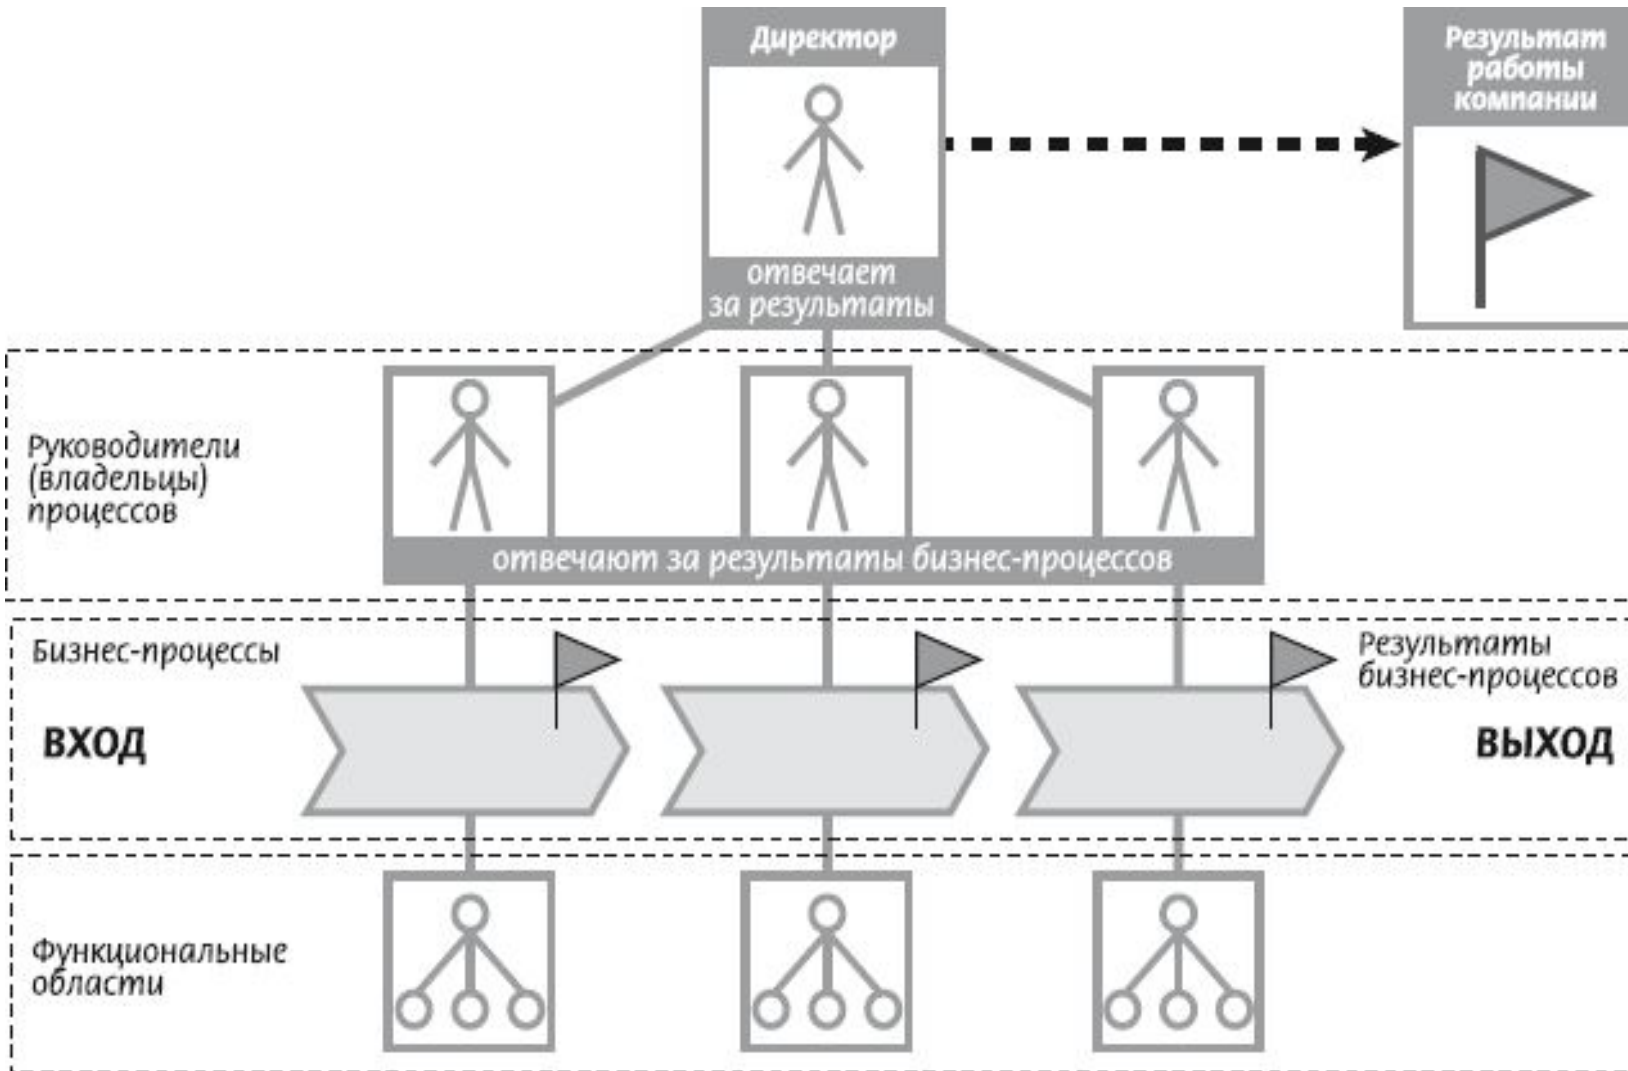 Директор
Результат
работы
компании
отвечает
за результаты
Руководители
(владельцы)
процессов
отвечают за результаты бизнес-процессов
Бизнес-процессы
Результаты
бизнес-процессов
ВХОД
ВЫХОД
Функциональные
области